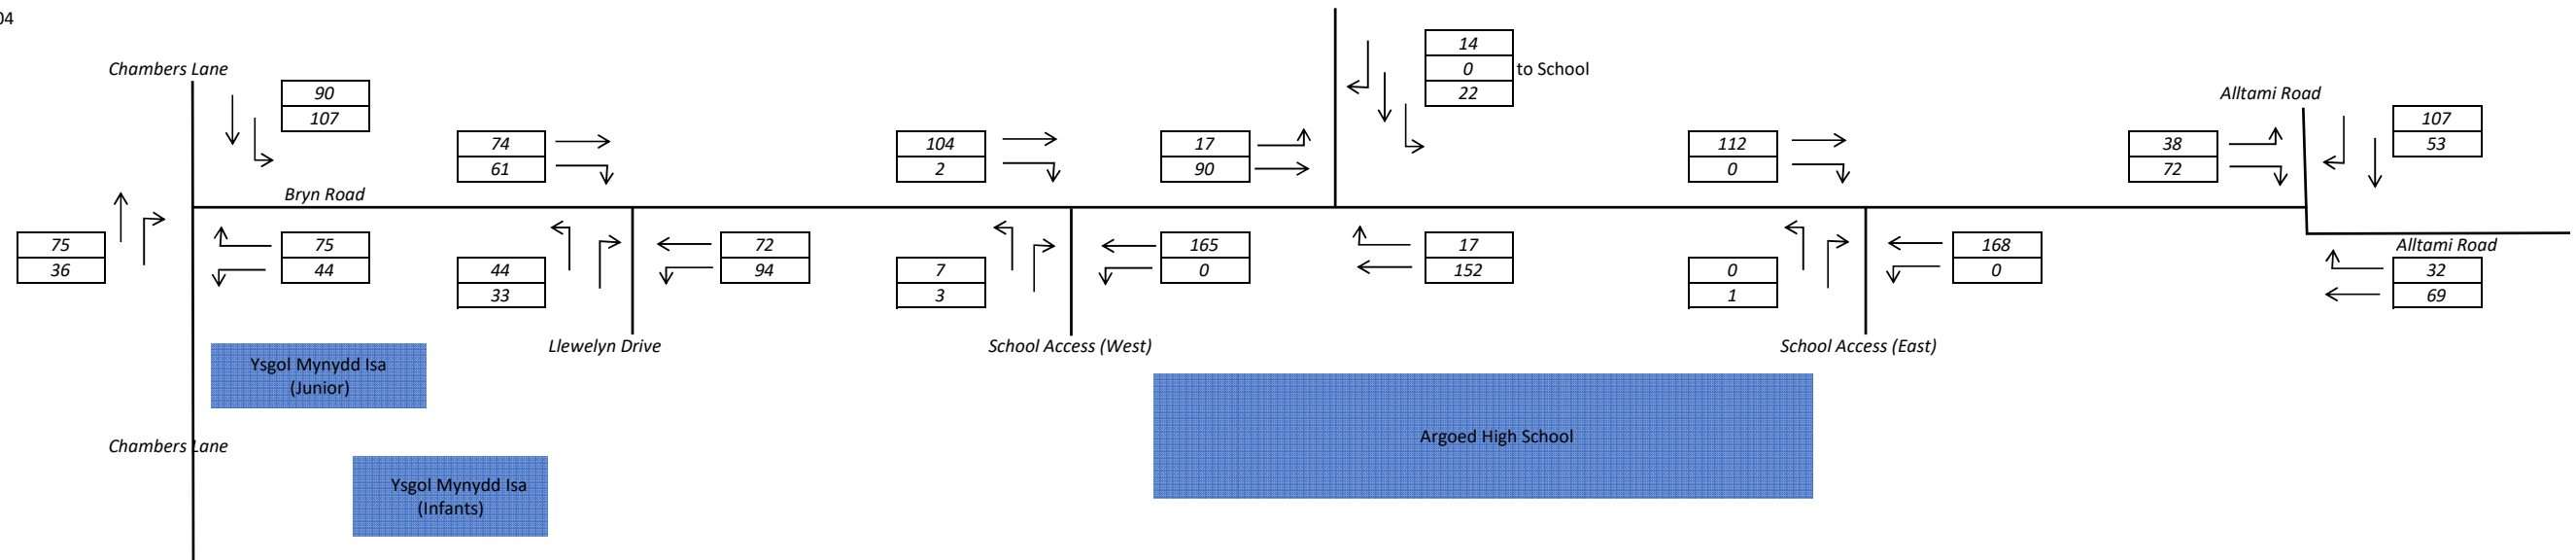 04
14
Chambers Lane
0 to School
90
22
Alltami Road
107
107
74
104
17
112
38
53
61
2
90
0
72
Bryn Road
75
75
72
165
17
168
Alltami Road
36
44
44
94
7
0
152
0
0
32
33
3
1
69
Llewelyn Drive
School Access (West)
School Access (East)
Ysgol Mynydd Isa
(Junior)
Argoed High School
Chambers Lane
Ysgol Mynydd Isa
(Infants)